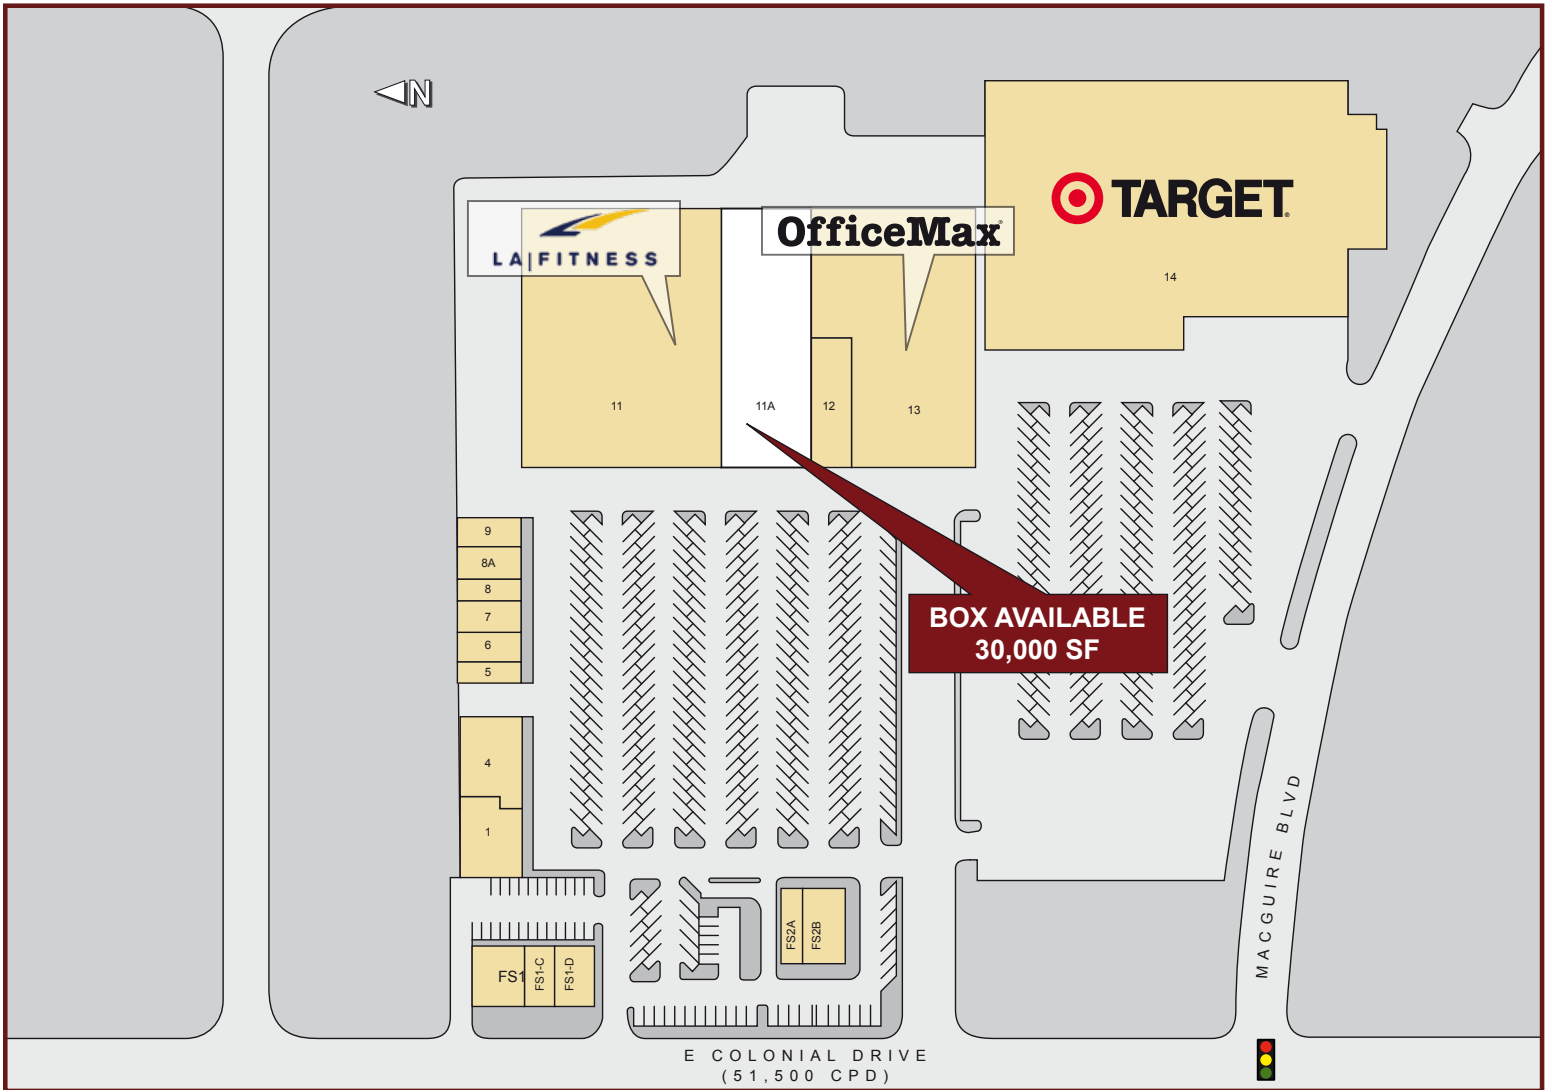 N
TARGET
LA|FITNESS
OfficeMax
14
11
11A
12
13
9
8A
8
7
6
5
BOX AVAILABLE
30,000 SF
4
1
MACGUIRE BLVD
FS2A
FS2B
FS1
FS1-C
FS1-D
E COLONIAL DRIVE
(51,500 CPD)